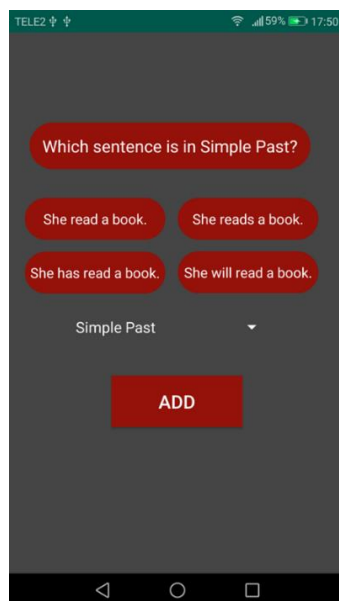 TELE2 59% 17:50
Which sentence is in Simple Past?
She read a book. She reads a book.
She has read a book. She will read a book.
Simple Past
ADD